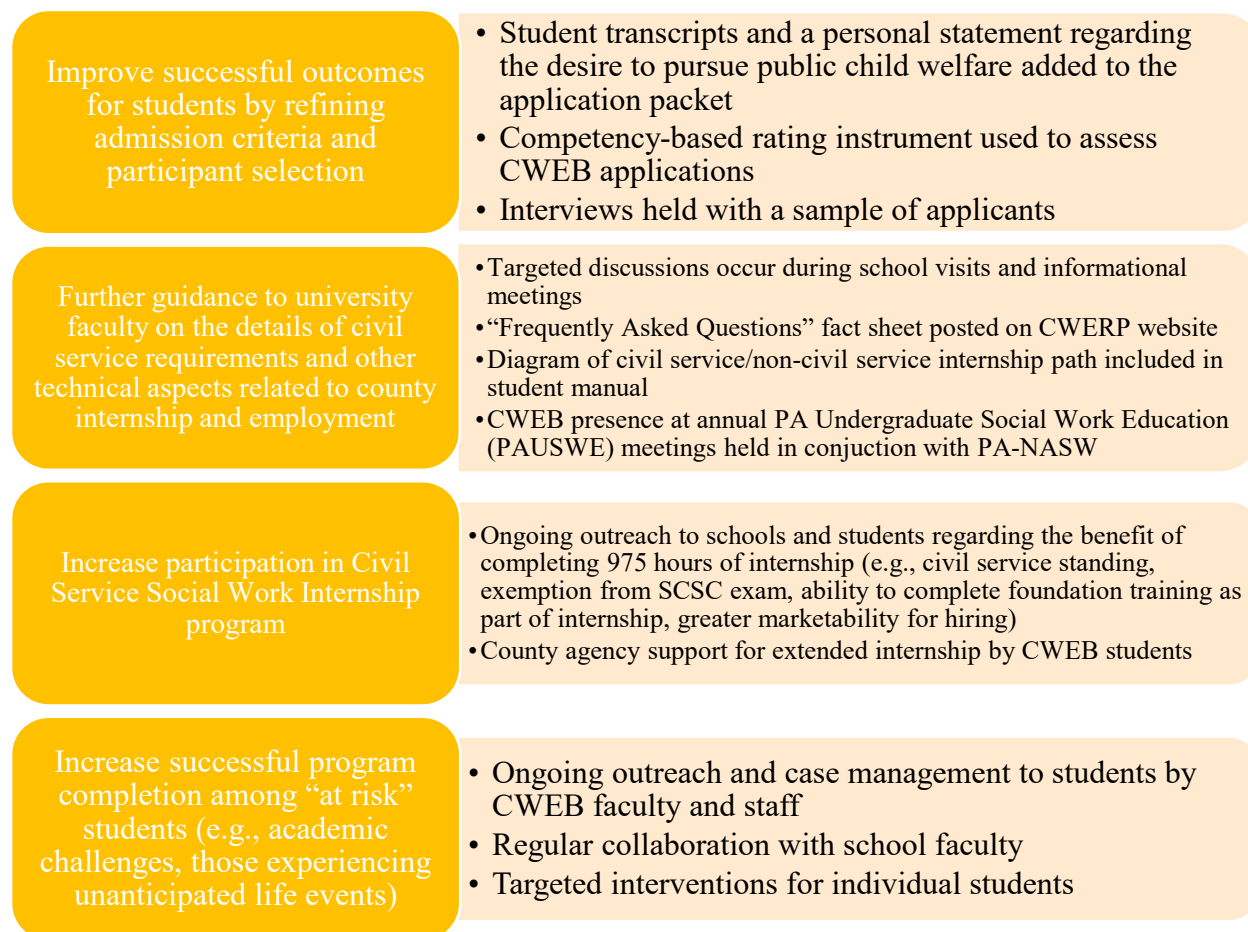 Improve successful outcomes
for students by refining
admission criteria and
participant selection
• Student transcripts and a personal statement regarding
the desire to pursue public child welfare added to the
application packet
• Competency-based rating instrument used to assess
CWEB applications
• Interviews held with a sample of applicants
Further guidance to university
faculty on the details of civil
service requirements and other
technical aspects related to county
internship and employment
•Targeted discussions occur during school visits and informational
meetings
•“Frequently Asked Questions” fact sheet posted on CWERP website
•Diagram of civil service/non-civil service internship path included in
student manual
•CWEB presence at annual PA Undergraduate Social Work Education
(PAUSWE) meetings held in conjuction with PA-NASW
Increase participation in Civil
Service Social Work Internship
program
•Ongoing outreach to schools and students regarding the benefit of
completing 975 hours of internship (e.g., civil service standing,
exemption from SCSC exam, ability to complete foundation training as
part of internship, greater marketability for hiring)
•County agency support for extended internship by CWEB students
Increase successful program
completion among “at risk”
students (e.g., academic
challenges, those experiencing
unanticipated life events)
• Ongoing outreach and case management to students by
CWEB faculty and staff
• Regular collaboration with school faculty
• Targeted interventions for individual students